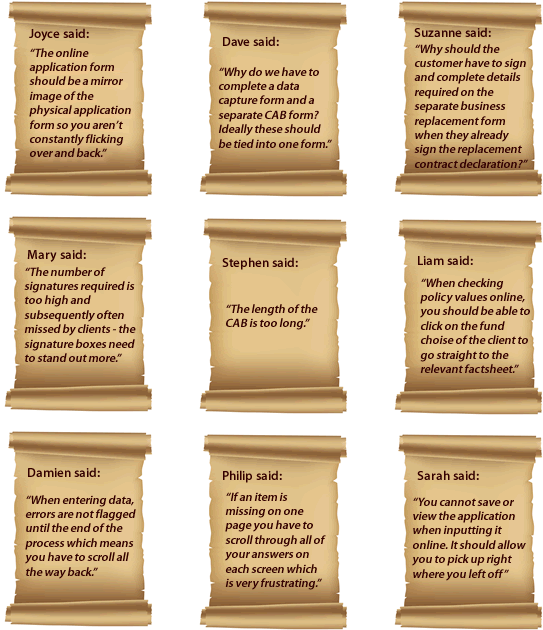 Joyce said:
“The online
application form
should be a mirror
image of the
physical application
form so you aren’t
constantly flicking
over and back.”
Dave said:
“Why do we have to
complete a data
capture form and a
separate CAB form?
Ideally these should
be tied into one form.”
Suzanne said:
“Why should the
customer have to sign
and complete details
required on the
separate business
replacement form
when they already
sign the replacement
contract declaration?”
Mary said:
“The number of
signatures required is
too high and
subsequently often
missed by clients - the
signature boxes need
to stand out more.”
Stephen said:
“The length of the
CAB is too long.”
Liam said:
“When checking
policy values online,
you should be able to
click on the fund
choise of the client to
go straight to the
relevant factsheet.”
Damien said:
“When entering data,
errors are not flagged
until the end of the
process which means
you have to scroll all
the way back.”
Philip said:
“If an item is
missing on one
page you have to
scroll through all of
your answers on
each screen which
is very frustrating.”
Sarah said:
“You cannot save or
view the application
when inputting it
online. It should allow
you to pick up right
where you left off”